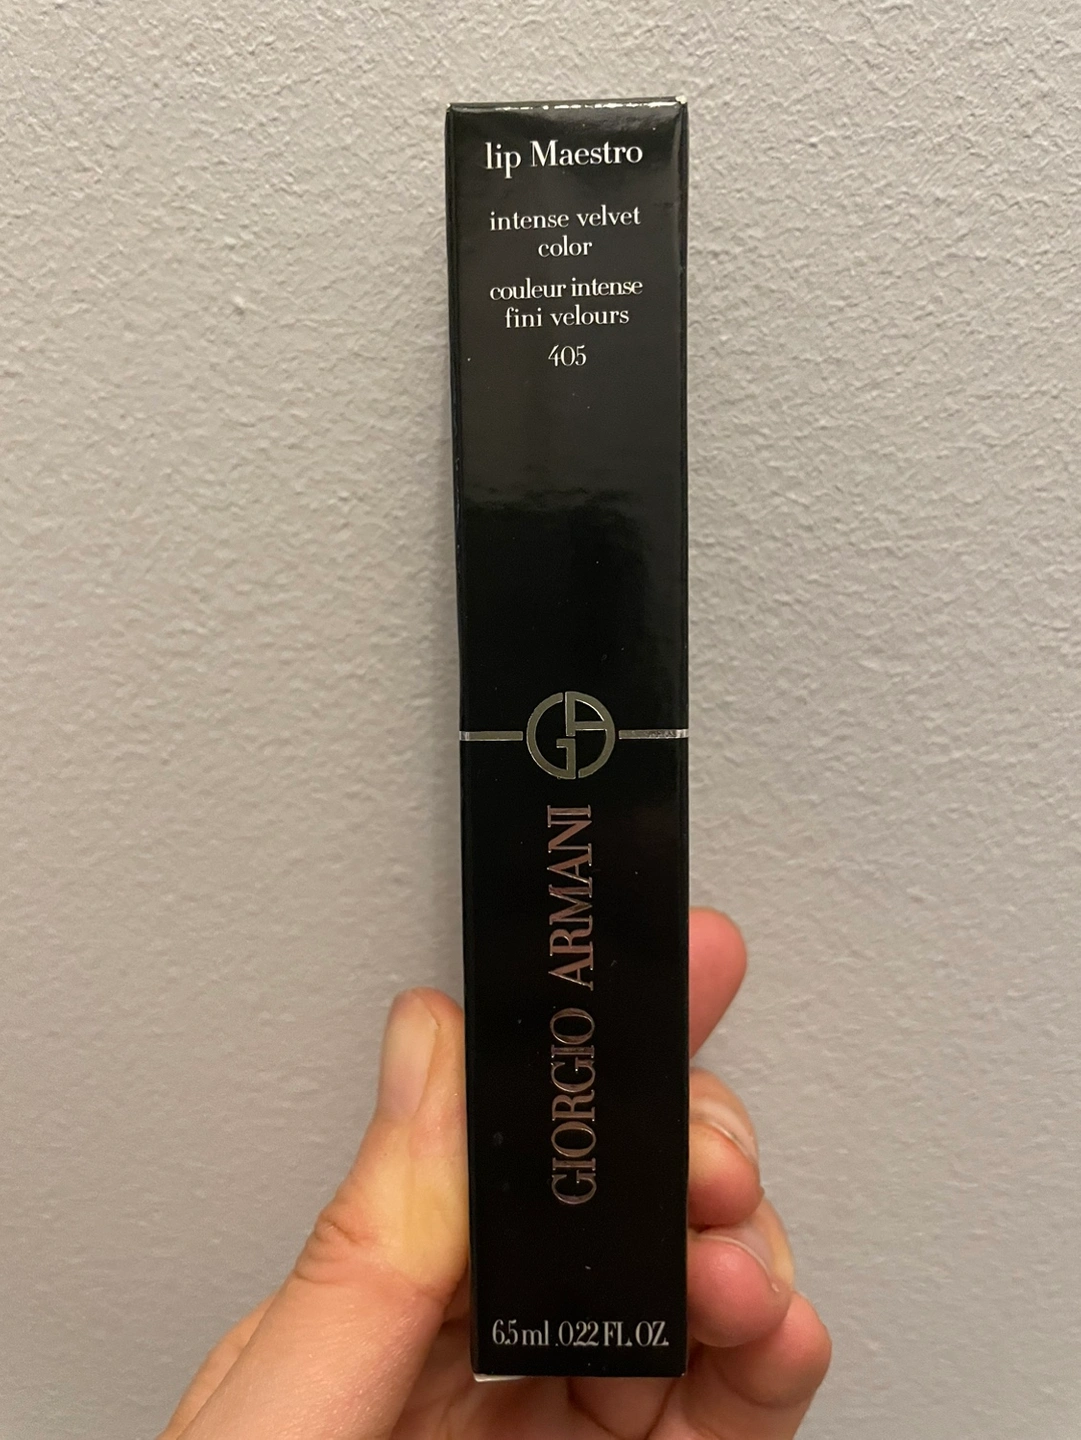 lip Maestro
intense velvet
color
couleur intense
fini velours
405
GA
GIORGIO ARMANI
6.5 ml .0.22 FL. OZ.